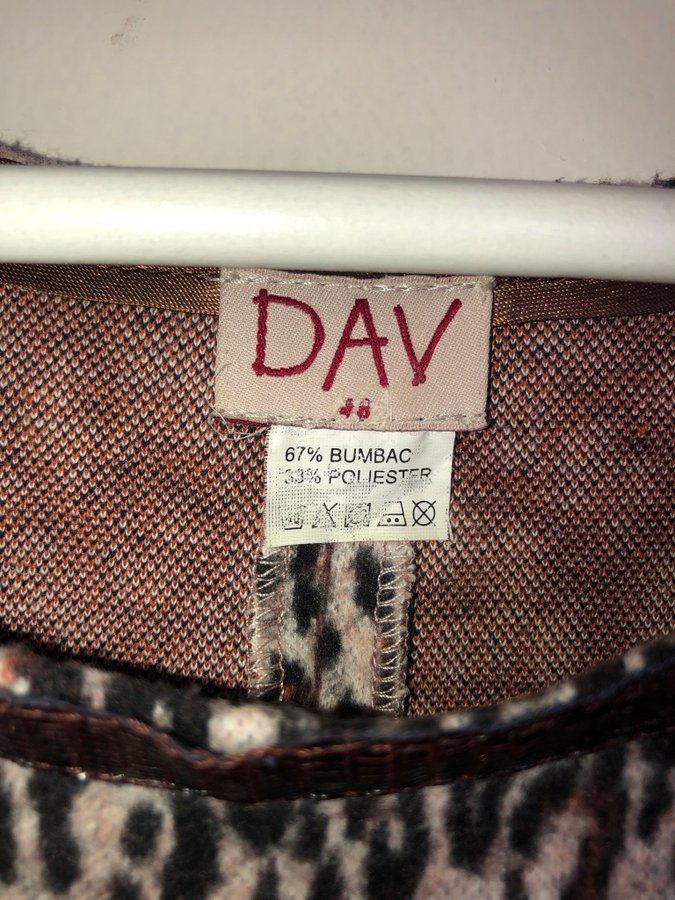 DAV
48
67% BUMBAC
33% POLIESTER